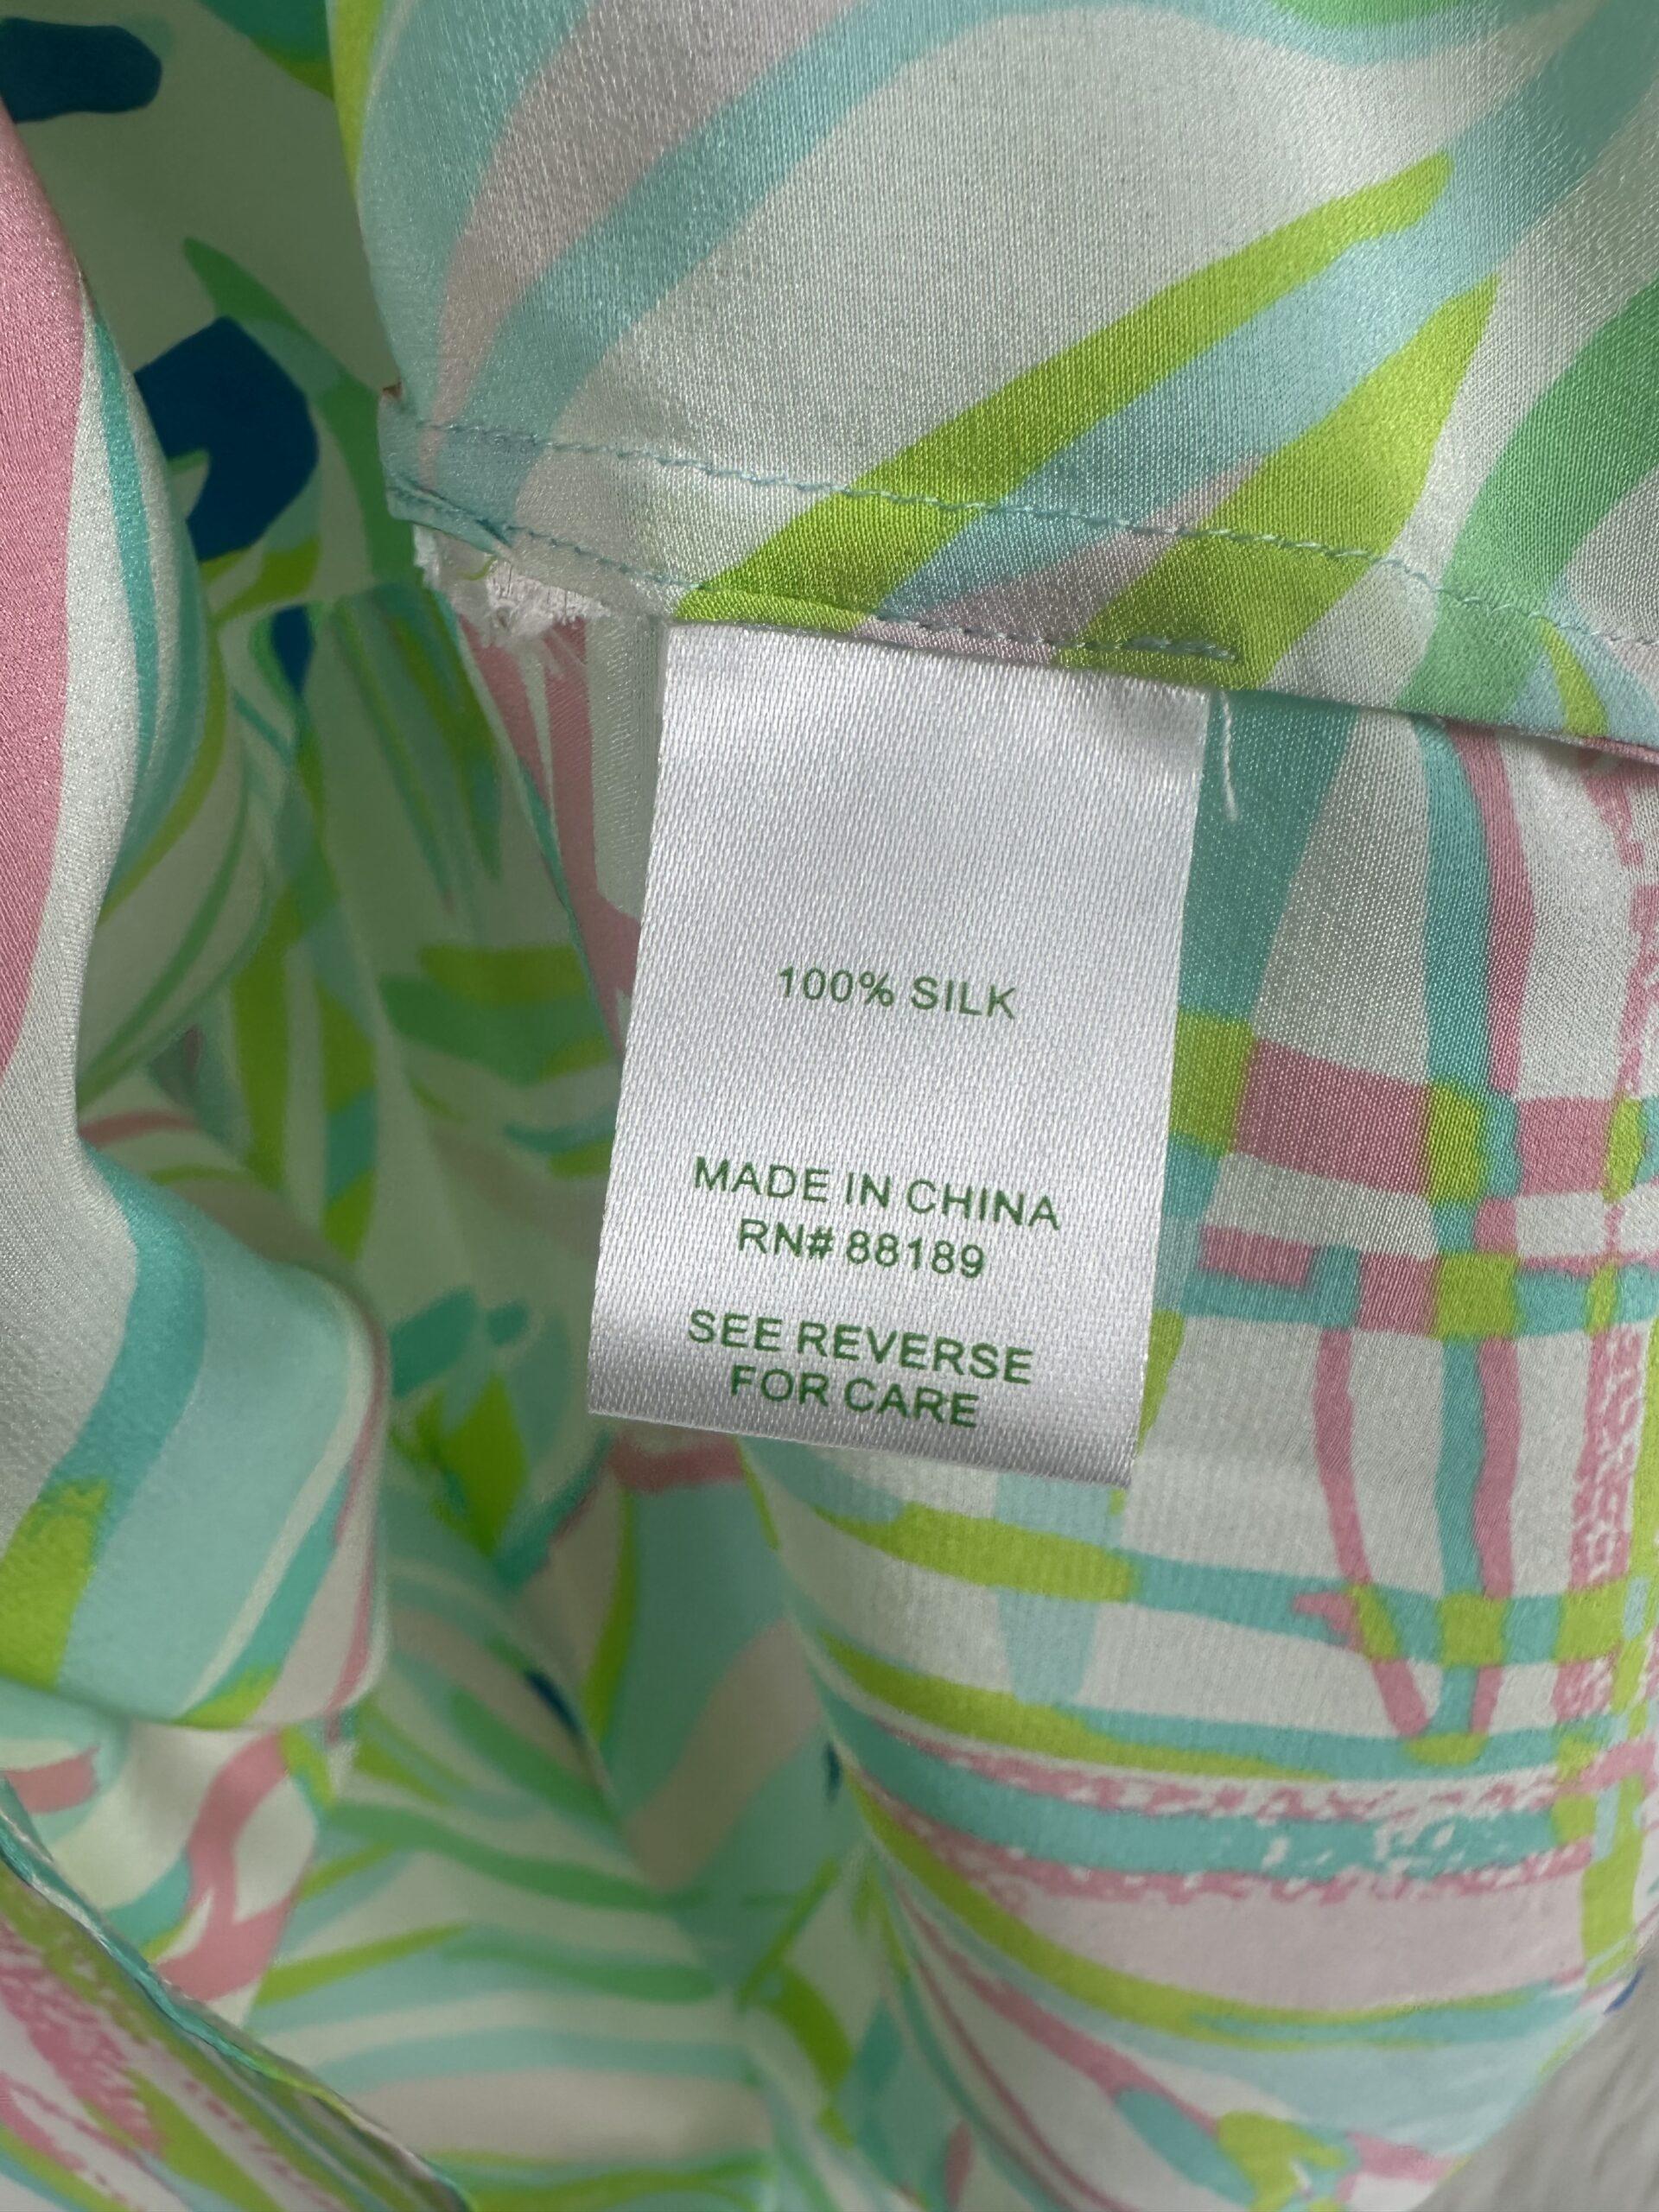 100% SILK
MADE IN CHINA
RN# 88189
SEE REVERSE
FOR CARE